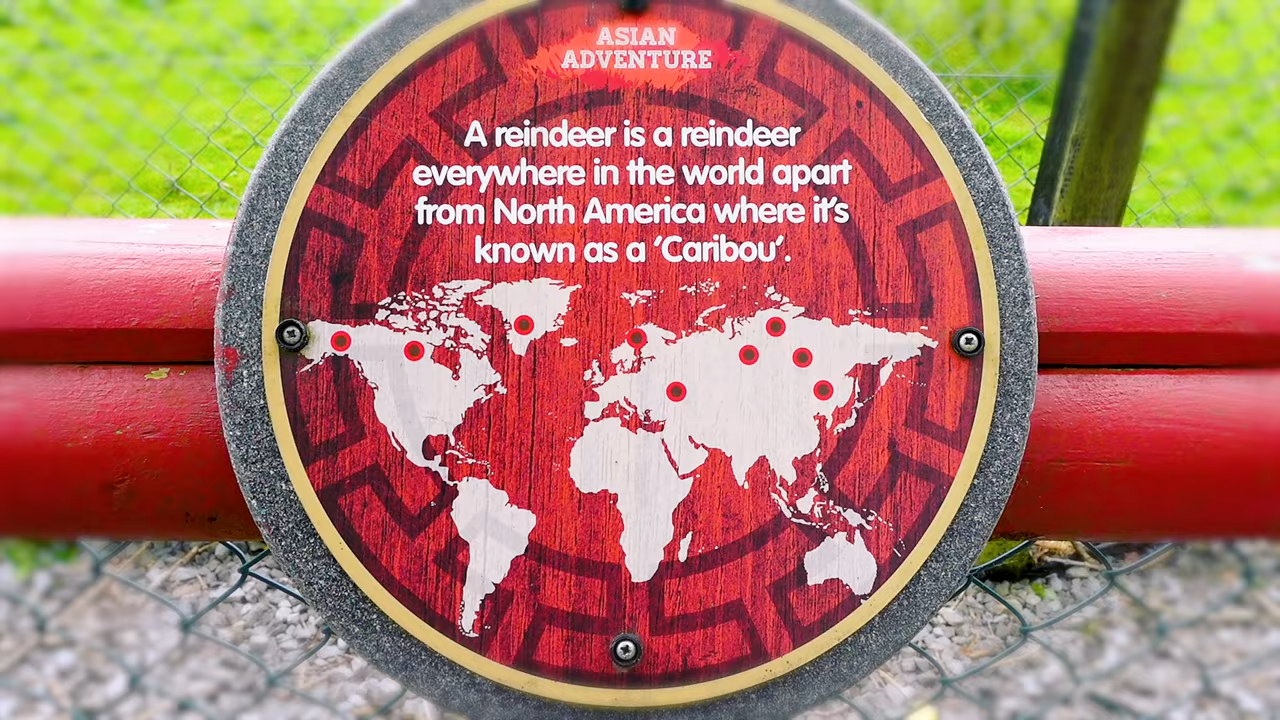 ASIAN
ADVENTURE
A reindeer is a reindeer
everywhere in the world apart
from North America where it's
known as a 'Caribou'.